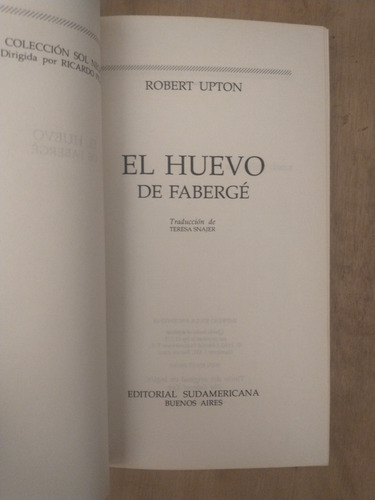 COLECCIÓN SOL
Dirigida por RICARDO
ROBERT UPTON
EL HUEVO
DE FABERGÉ
Traducción de
TERESA SNAJER
EDITORIAL SUDAMERICANA
BUENOS AIRES